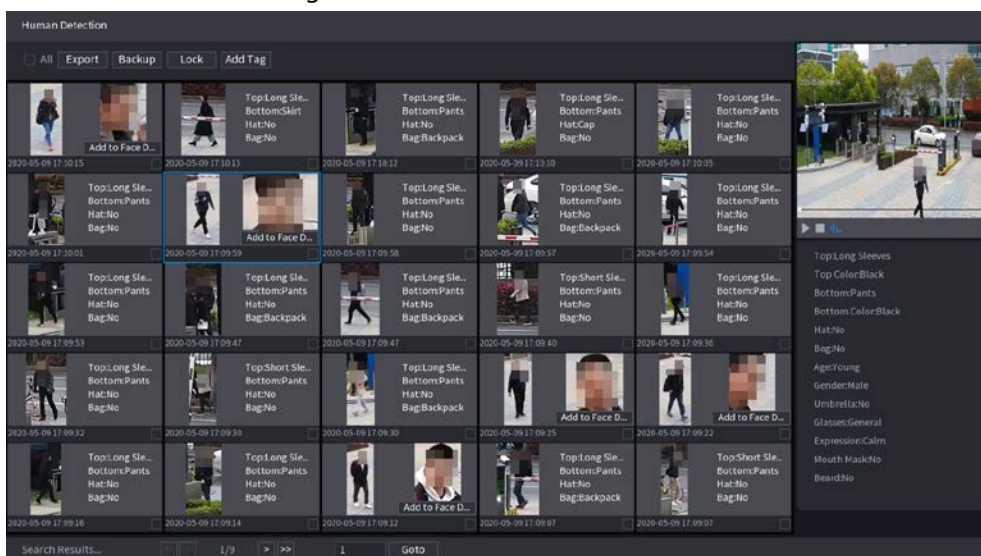 Human Detection
All Export Backup Lock Add Tag
Add to Face D...
2020-05-09 17:10:15
Top:Long Sle...
Bottom:Skirt
Hat:No
Bag:No
2020-05-09 17:10:13
Top:Long Sle...
Bottom:Pants
Hat:No
Bag:Backpack
2020-05-09 17:10:12
Top:Long Sle...
Bottom:Pants
Hat:Cap
Bag:No
2020-05-09 17:10:10
Top:Long Sle...
Bottom:Pants
Hat:No
Bag:No
2020-05-09 17:10:35
Top:Long Sle...
Bottom:Pants
Hat:No
Bag:No
2020-05-09 17:10:01
Add to Face D...
2020-05-09 17:09:59
Top:Long Sle...
Bottom:Pants
Hat:No
Bag:No
2020-05-09 17:09:58
Top:Long Sle...
Bottom:Pants
Hat:No
Bag:Backpack
2020-05-09 17:09:57
Top:Long Sle...
Bottom:Pants
Hat:No
Bag:No
2020-05-09 17:09:54
Top:Long Sle...
Bottom:Pants
Hat:No
Bag:No
2020-05-09 17:09:53
Top:Long Sle...
Bottom:Pants
Hat:No
Bag:Backpack
2020-05-09 17:09:47
Top:Long Sle...
Bottom:Pants
Hat:No
Bag:Backpack
2020-05-09 17:09:47
Top:Short Sle...
Bottom:Pants
Hat:No
Bag:No
2020-05-09 17:09:40
Top:Long Sle...
Bottom:Pants
Hat:No
Bag:No
2020-05-09 17:09:38
Top:Long Sle...
Bottom:Pants
Hat:No
Bag:No
2020-05-09 17:09:32
Top:Short Sle...
Bottom:Pants
Hat:No
Bag:No
2020-05-09 17:09:30
Top:Long Sle...
Bottom:Pants
Hat:No
Bag:Backpack
2020-05-09 17:09:30
Add to Face D...
2020-05-09 17:09:25
Add to Face D...
2020-05-09 17:09:22
Top:Long Sle...
Bottom:Pants
Hat:No
Bag:No
2020-05-09 17:09:16
Top:Long Sle...
Bottom:Pants
Hat:No
Bag:No
2020-05-09 17:09:14
Add to Face D...
2020-05-09 17:09:12
Top:Long Sle...
Bottom:Pants
Hat:No
Bag:Backpack
2020-05-09 17:09:07
Top:Short Sle...
Bottom:Pants
Hat:No
Bag:No
2020-05-09 17:09:07
Top:Long Sleeves
Top Color:Black
Bottom:Pants
Bottom Color:Black
Hat:No
Bag:No
Age:Young
Gender:Male
Umbrella:No
Glasses:General
Expression:Calm
Mouth Mask:No
Beard:No
Search Results... 1/9 > >> 1 Goto